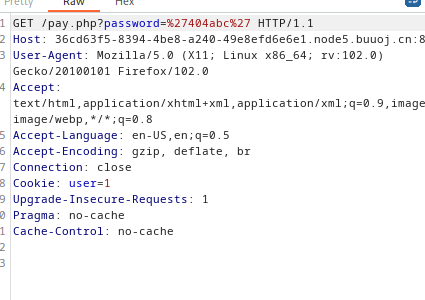 Pretty Raw Hex
1 GET /pay.php?password=%27404abc%27 HTTP/1.1
2 Host: 36cd63f5-8394-4be8-a240-49e8efd6e6e1.node5.buuoj.cn:8
3 User-Agent: Mozilla/5.0 (X11; Linux x86_64; rv:102.0)
Gecko/20100101 Firefox/102.0
4 Accept:
text/html,application/xhtml+xml,application/xml;q=0.9,image
image/webp,*/*;q=0.8
5 Accept-Language: en-US,en;q=0.5
6 Accept-Encoding: gzip, deflate, br
7 Connection: close
8 Cookie: user=1
9 Upgrade-Insecure-Requests: 1
0 Pragma: no-cache
1 Cache-Control: no-cache
2
3